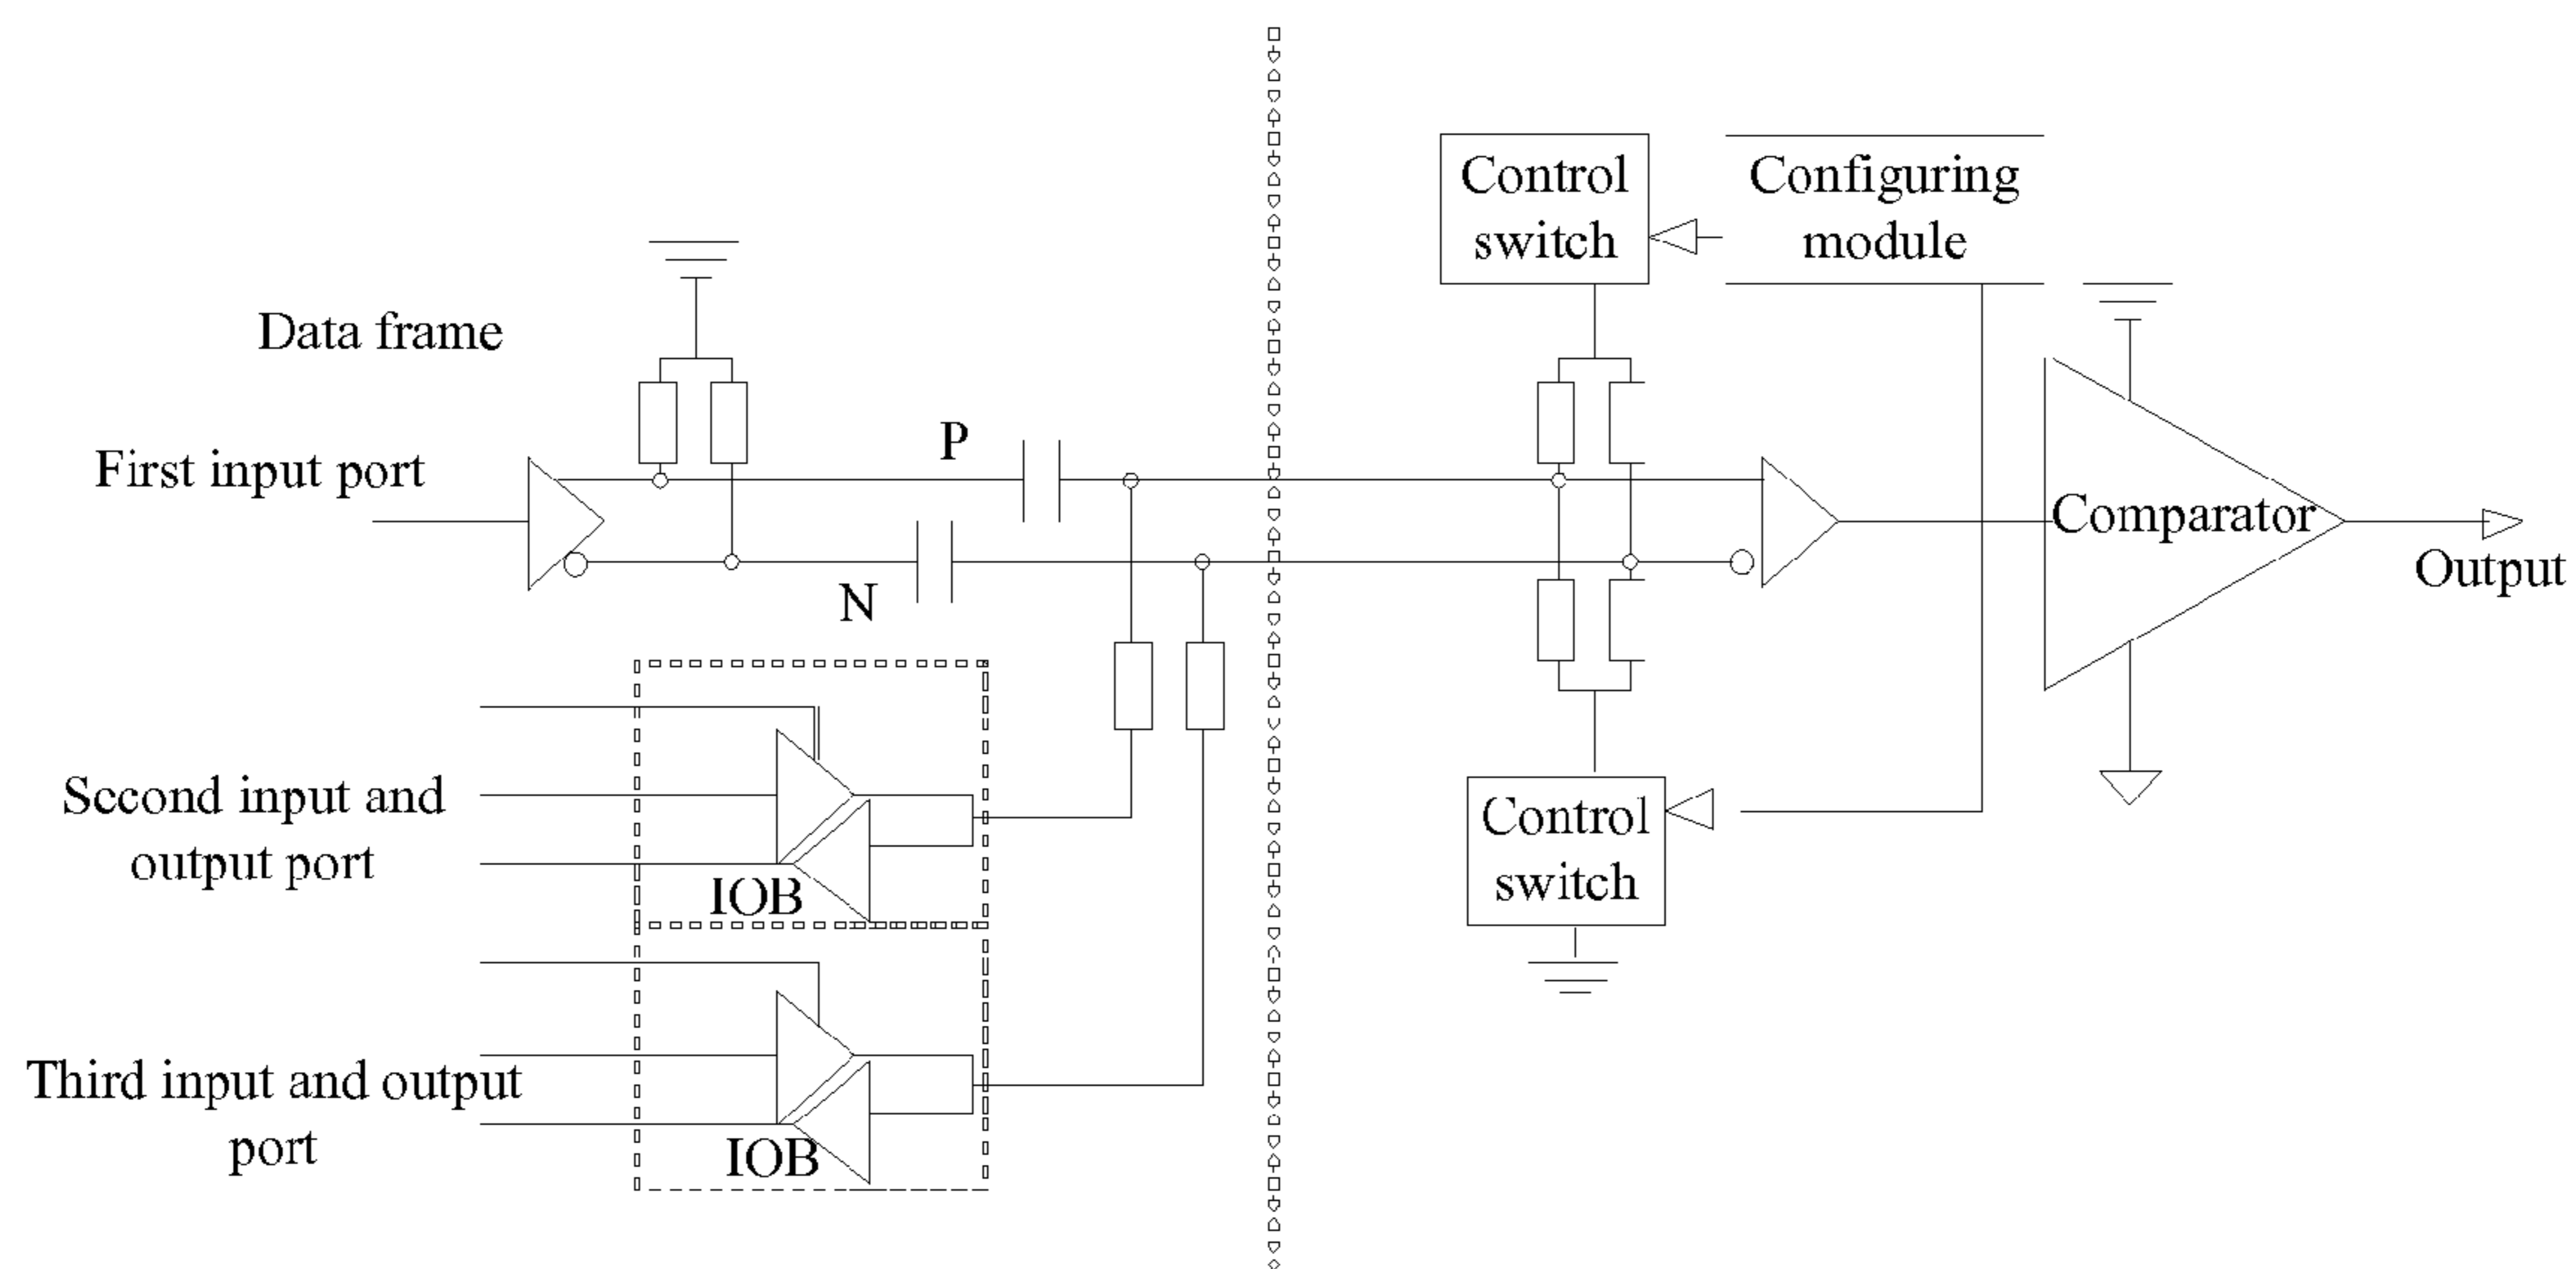 Control
switch
Configuring
module
Data frame
P
First input port
Comparator
Output
N
Sccond input and
output port
Control
switch
IOB
Third input and output
port
IOB